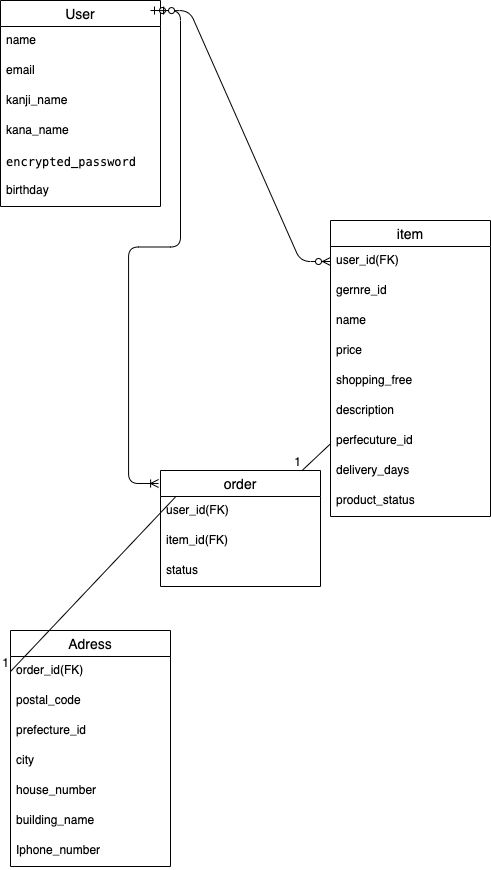 User
name
email
kanji_name
kana_name
encrypted_password
birthday
item
user_id(FK)
gernre_id
name
price
shopping_free
description
perfecuture_id
delivery_days
product_status
1
order
user_id(FK)
item_id(FK)
status
Adress
1
order_id(FK)
postal_code
prefecture_id
city
house_number
building_name
Iphone_number